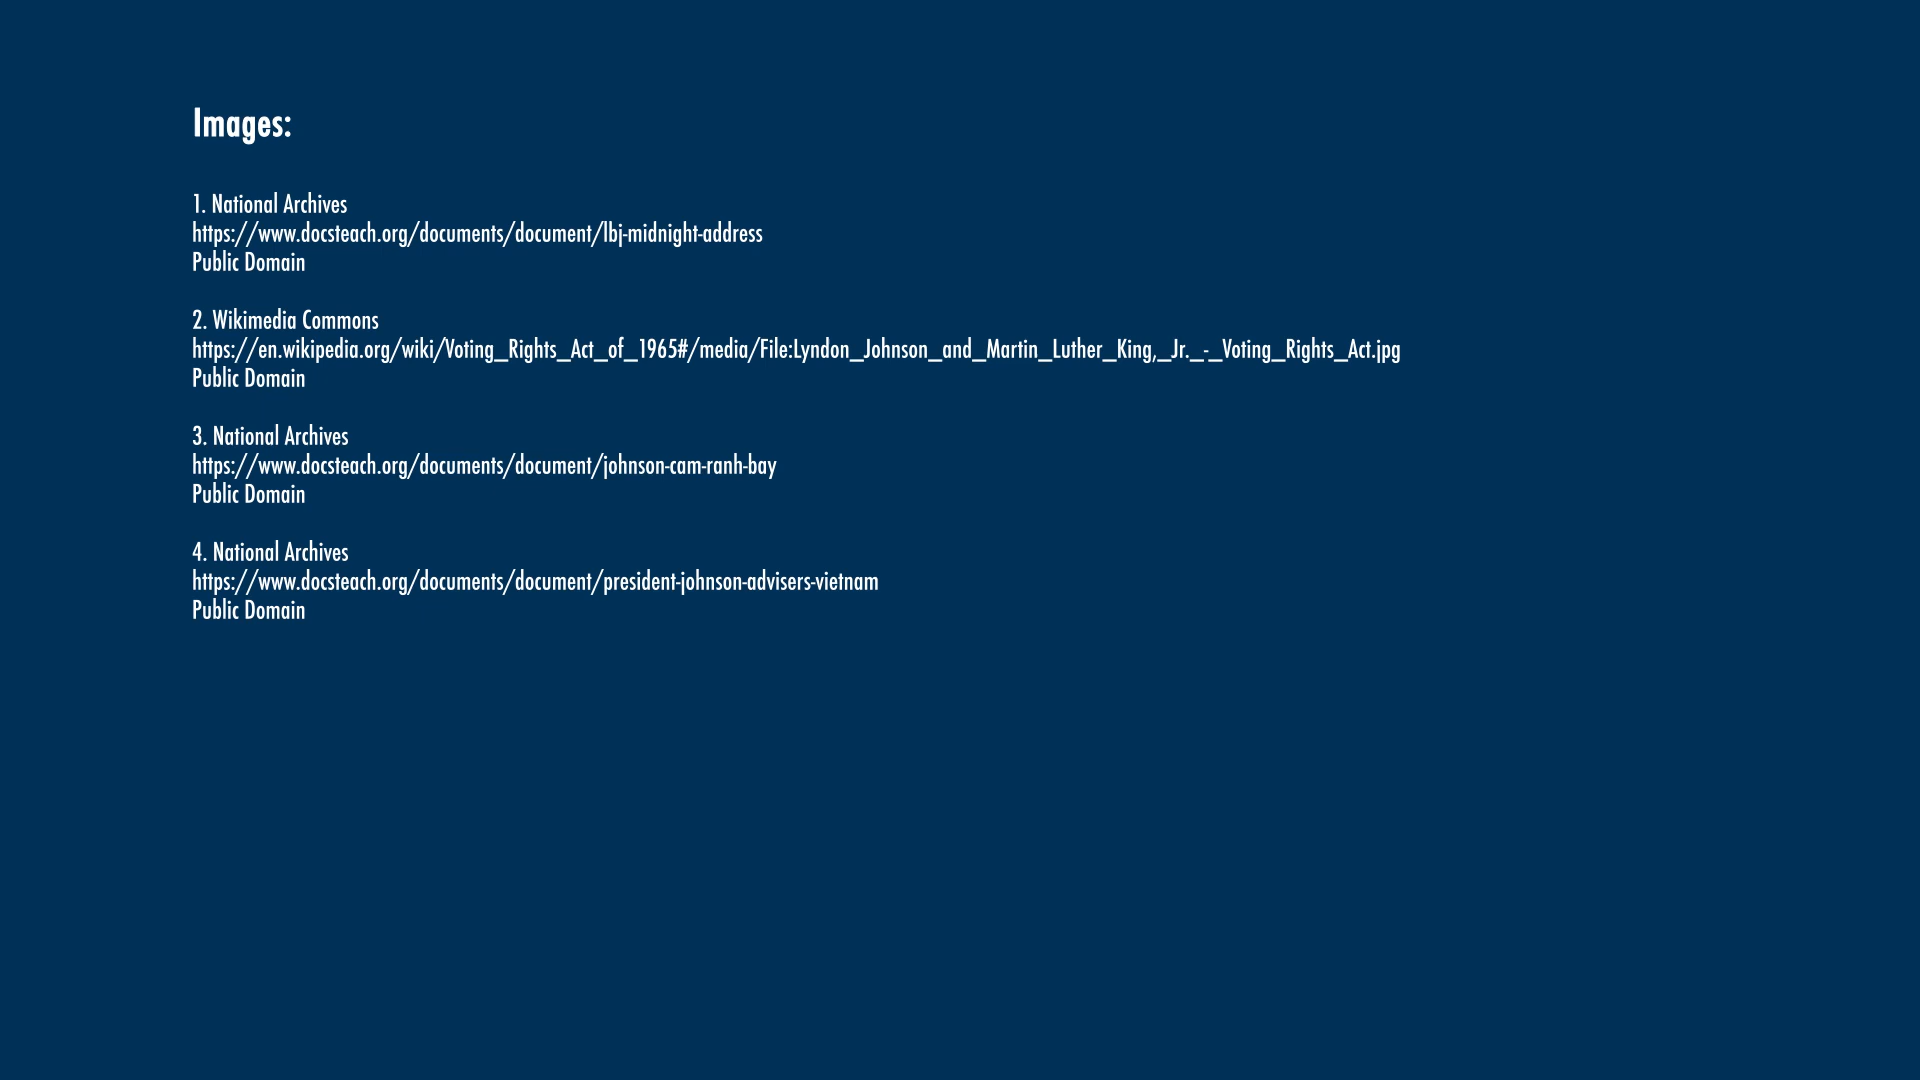 Images:
1. National Archives
https://www.docsteach.org/documents/document/lbj-midnight-address
Public Domain
2. Wikimedia Commons
https://en.wikipedia.org/wiki/Voting_Rights_Act_of_1965#/media/File:Lyndon_Johnson_and_Martin_Luther_King,_Jr._-_Voting_Rights_Act.jpg
Public Domain
3. National Archives
https://www.docsteach.org/documents/document/johnson-cam-ranh-bay
Public Domain
4. National Archives
https://www.docsteach.org/documents/document/president-johnson-advisers-vietnam
Public Domain